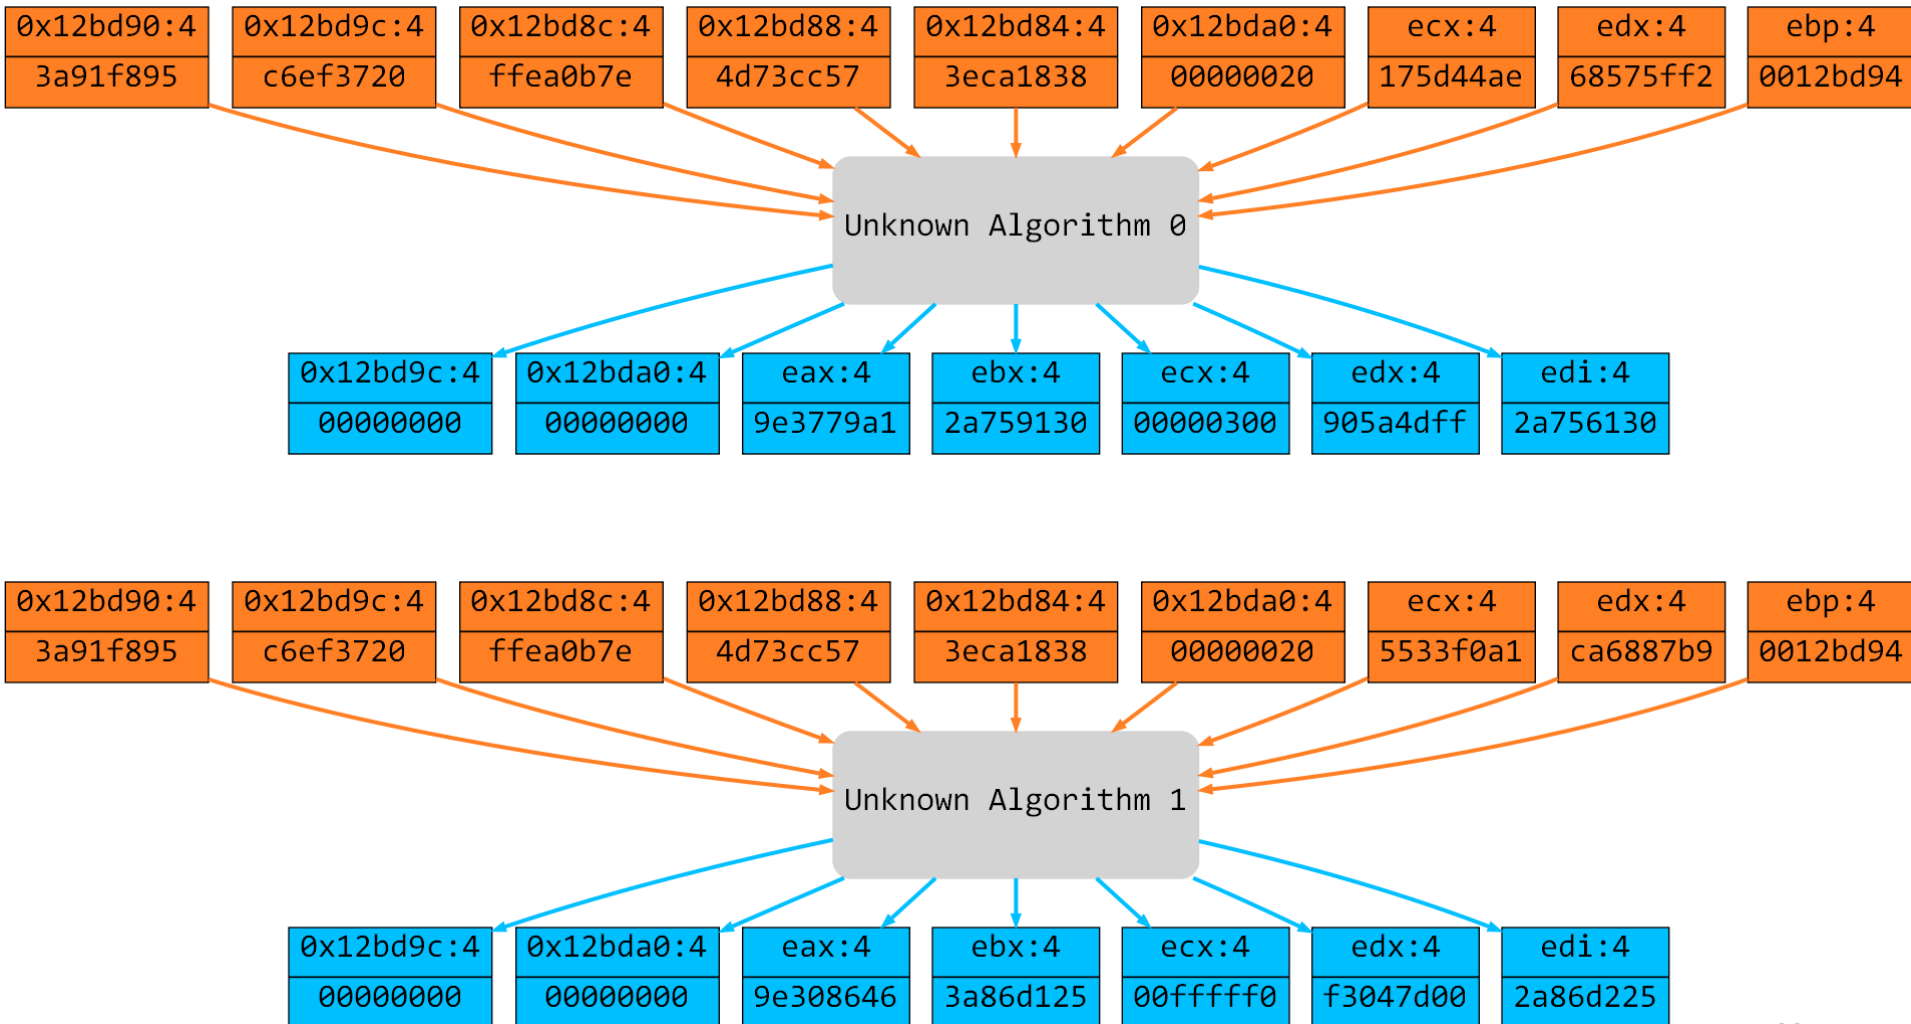 0x12bd90:4 0x12bd9c:4 0x12bd8c:4 0x12bd88:4 0x12bd84:4 0x12bda0:4 ecx:4 edx:4 ebp:4
3a91f895 c6ef3720 ffea0b7e 4d73cc57 3eca1838 00000020 175d44ae 68575ff2 0012bd94
Unknown Algorithm 0
0x12bd9c:4 0x12bda0:4 eax:4 ebx:4 ecx:4 edx:4 edi:4
00000000 00000000 9e3779a1 2a759130 00000300 905a4dff 2a756130
0x12bd90:4 0x12bd9c:4 0x12bd8c:4 0x12bd88:4 0x12bd84:4 0x12bda0:4 ecx:4 edx:4 ebp:4
3a91f895 c6ef3720 ffea0b7e 4d73cc57 3eca1838 00000020 5533f0a1 ca6887b9 0012bd94
Unknown Algorithm 1
0x12bd9c:4 0x12bda0:4 eax:4 ebx:4 ecx:4 edx:4 edi:4
00000000 00000000 9e308646 3a86d125 00fffff0 f3047d00 2a86d225